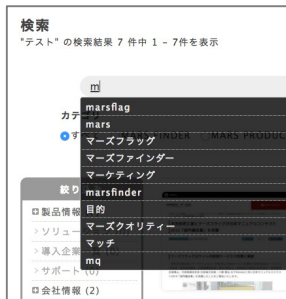 検索
"テスト" の検索結果 7 件中 1 - 7件を表示
m
カテゴリ
marsflag
mars
MARS FINDER MARS PRODUC
マーズフラッグ
マーズファインダー
マーケティング
絞り
marsfinder
製品情報
目的
> ソリュー
マーズクオリティー
> 導入企業
マッチ
> サポート (0)
mq
会社情報 (2)